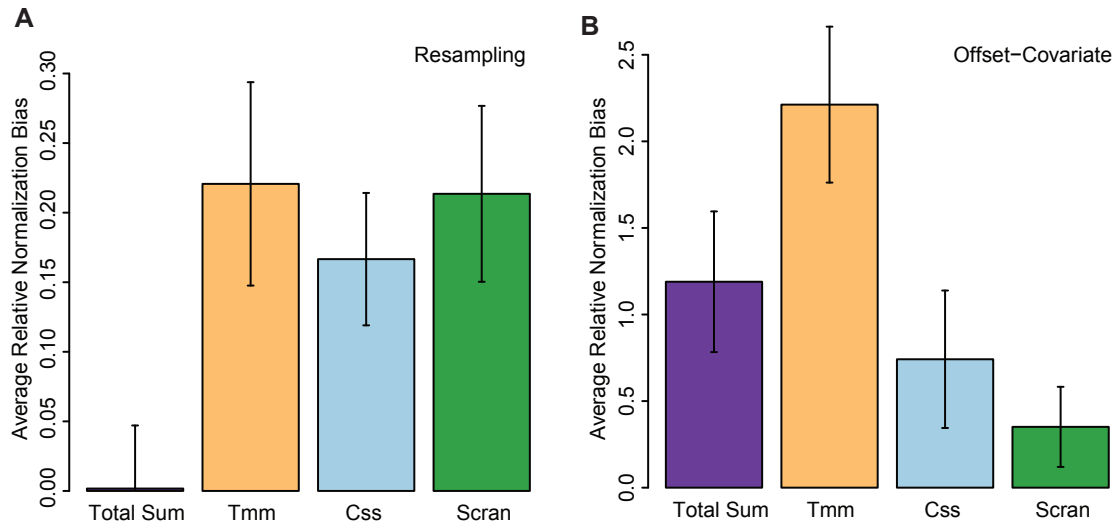 A
Resampling
Average Relative Normalization Bias
0.30
0.25
0.20
0.15
0.10
0.05
0.00
Total Sum
Tmm
Css
Scran
B
Offset−Covariate
Average Relative Normalization Bias
2.5
2.0
1.5
1.0
0.5
0.0
Total Sum
Tmm
Css
Scran